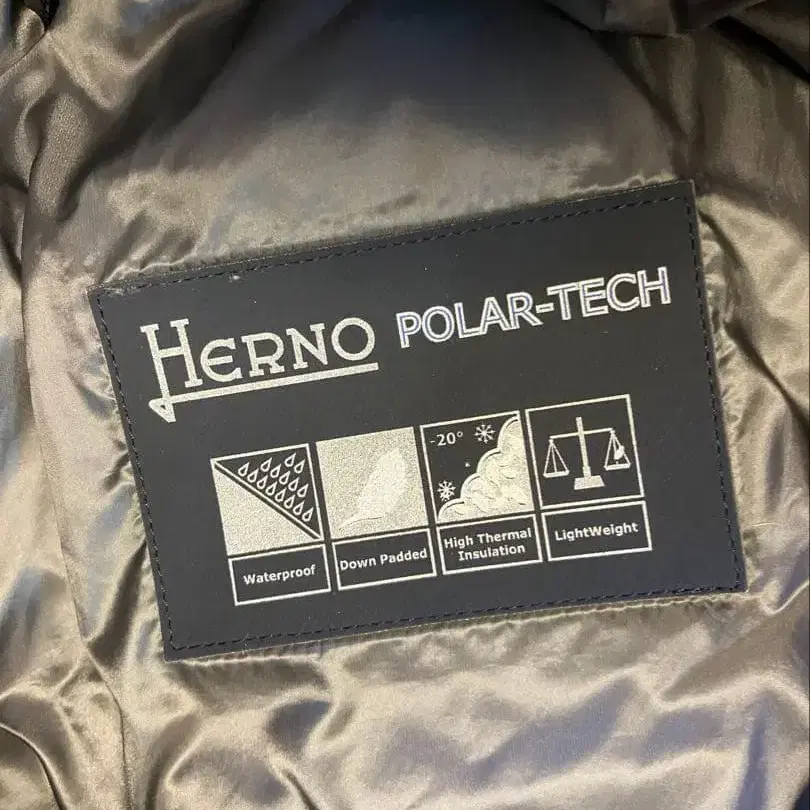 HERNO POLAR-TECH
-20°
Waterproof
Down Padded
High Thermal
Insulation
LightWeight